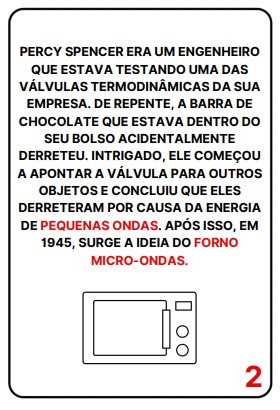 PERCY SPENCER ERA UM ENGENHEIRO
QUE ESTAVA TESTANDO UMA DAS
VÁLVULAS TERMODINÂMICAS DA SUA
EMPRESA. DE REPENTE, A BARRA DE
CHOCOLATE QUE ESTAVA DENTRO DO
SEU BOLSO ACIDENTALMENTE
DERRETEU. INTRIGADO, ELE COMEÇOU
A APONTAR A VÁLVULA PARA OUTROS
OBJETOS E CONCLUIU QUE ELES
DERRETERAM POR CAUSA DA ENERGIA
DE PEQUENAS ONDAS. APÓS ISSO, EM
1945, SURGE A IDEIA DO FORNO
MICRO-ONDAS.
2